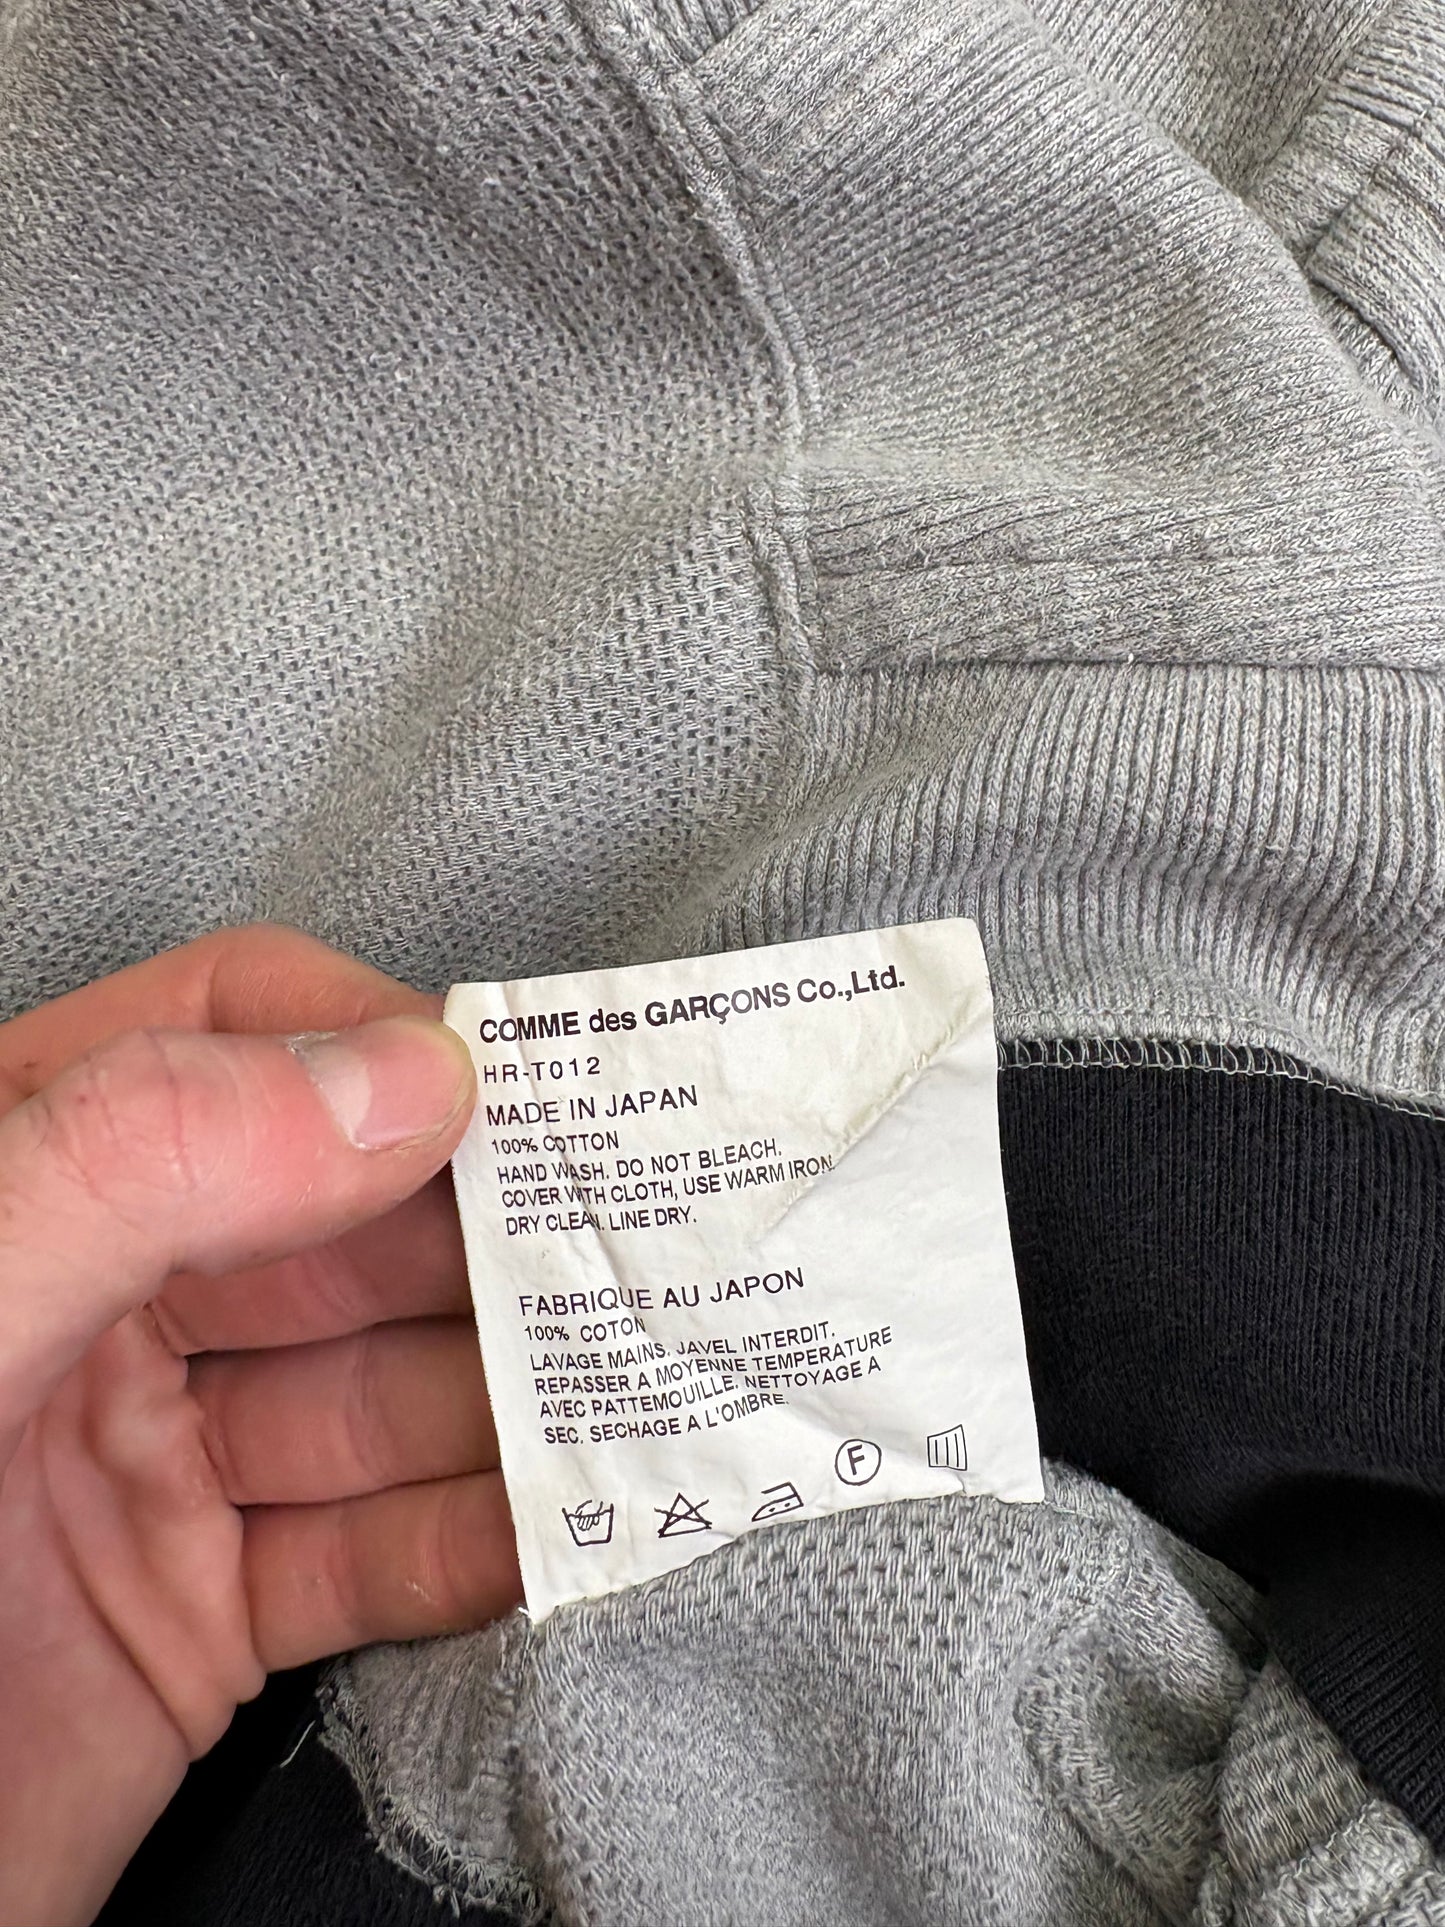 COMME des GARÇONS Co.,Ltd.
HR-T012
MADE IN JAPAN
100% COTTON
HAND WASH. DO NOT BLEACH.
COVER WITH CLOTH, USE WARM IRON.
DRY CLEAN. LINE DRY.
FABRIQUE AU JAPON
100% COTON
LAVAGE MAINS. JAVEL INTERDIT.
REPASSER A MOYENNE TEMPERATURE
AVEC PATTEMOUILLE. NETTOYAGE A
SEC. SECHAGE A L'OMBRE.
F